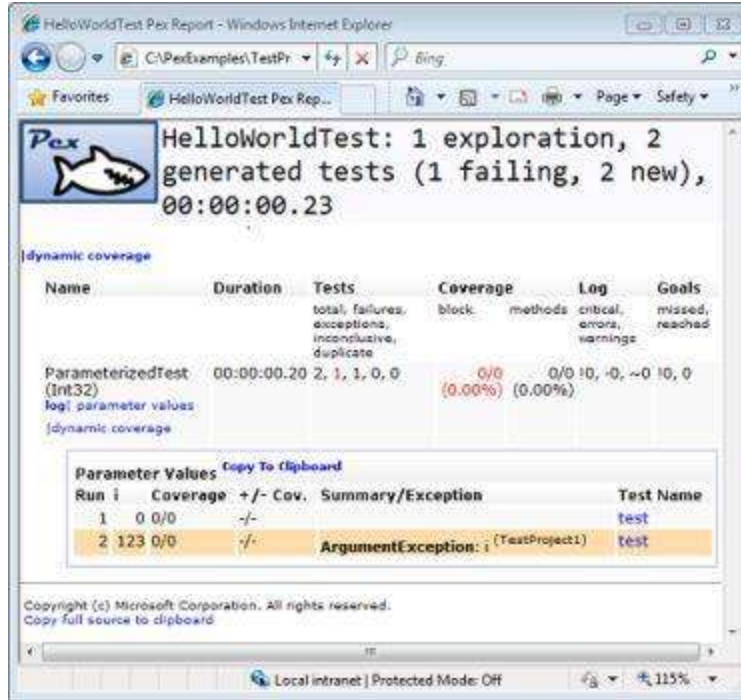 HelloWorldTest Pex Report - Windows Internet Explorer
C:\PexExamples\TestPr
Bing
Favorites
HelloWorldTest Pex Rep...
Page
Safety
Pex
HelloWorldTest: 1 exploration, 2
generated tests (1 failing, 2 new),
00:00:00.23
|dynamic coverage
Name Duration Tests Coverage Log Goals
total, failures, block methods critical, missed,
exceptions, errors, reached
inconclusive, warnings
duplicate
ParameterizedTest 00:00:00.20 2, 1, 1, 0, 0 0/0 0/0 !0, -0, ~0 !0, 0
(Int32) (0.00%) (0.00%)
log| parameter values
|dynamic coverage
Parameter Values Copy To Clipboard
Run i Coverage +/- Cov. Summary/Exception Test Name
1 0 0/0 -/- test
2 123 0/0 -/- ArgumentException: i (TestProject1) test
Copyright (c) Microsoft Corporation. All rights reserved.
Copy full source to clipboard
Local intranet | Protected Mode: Off
115%